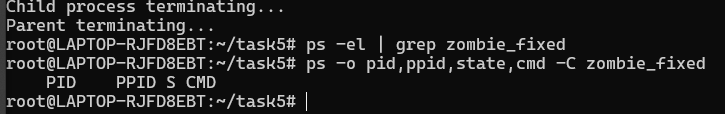 Child process terminating...
Parent terminating...
root@LAPTOP-RJFD8EBT:~/task5# ps -el | grep zombie_fixed
root@LAPTOP-RJFD8EBT:~/task5# ps -o pid,ppid,state,cmd -C zombie_fixed
    PID    PPID S CMD
root@LAPTOP-RJFD8EBT:~/task5#